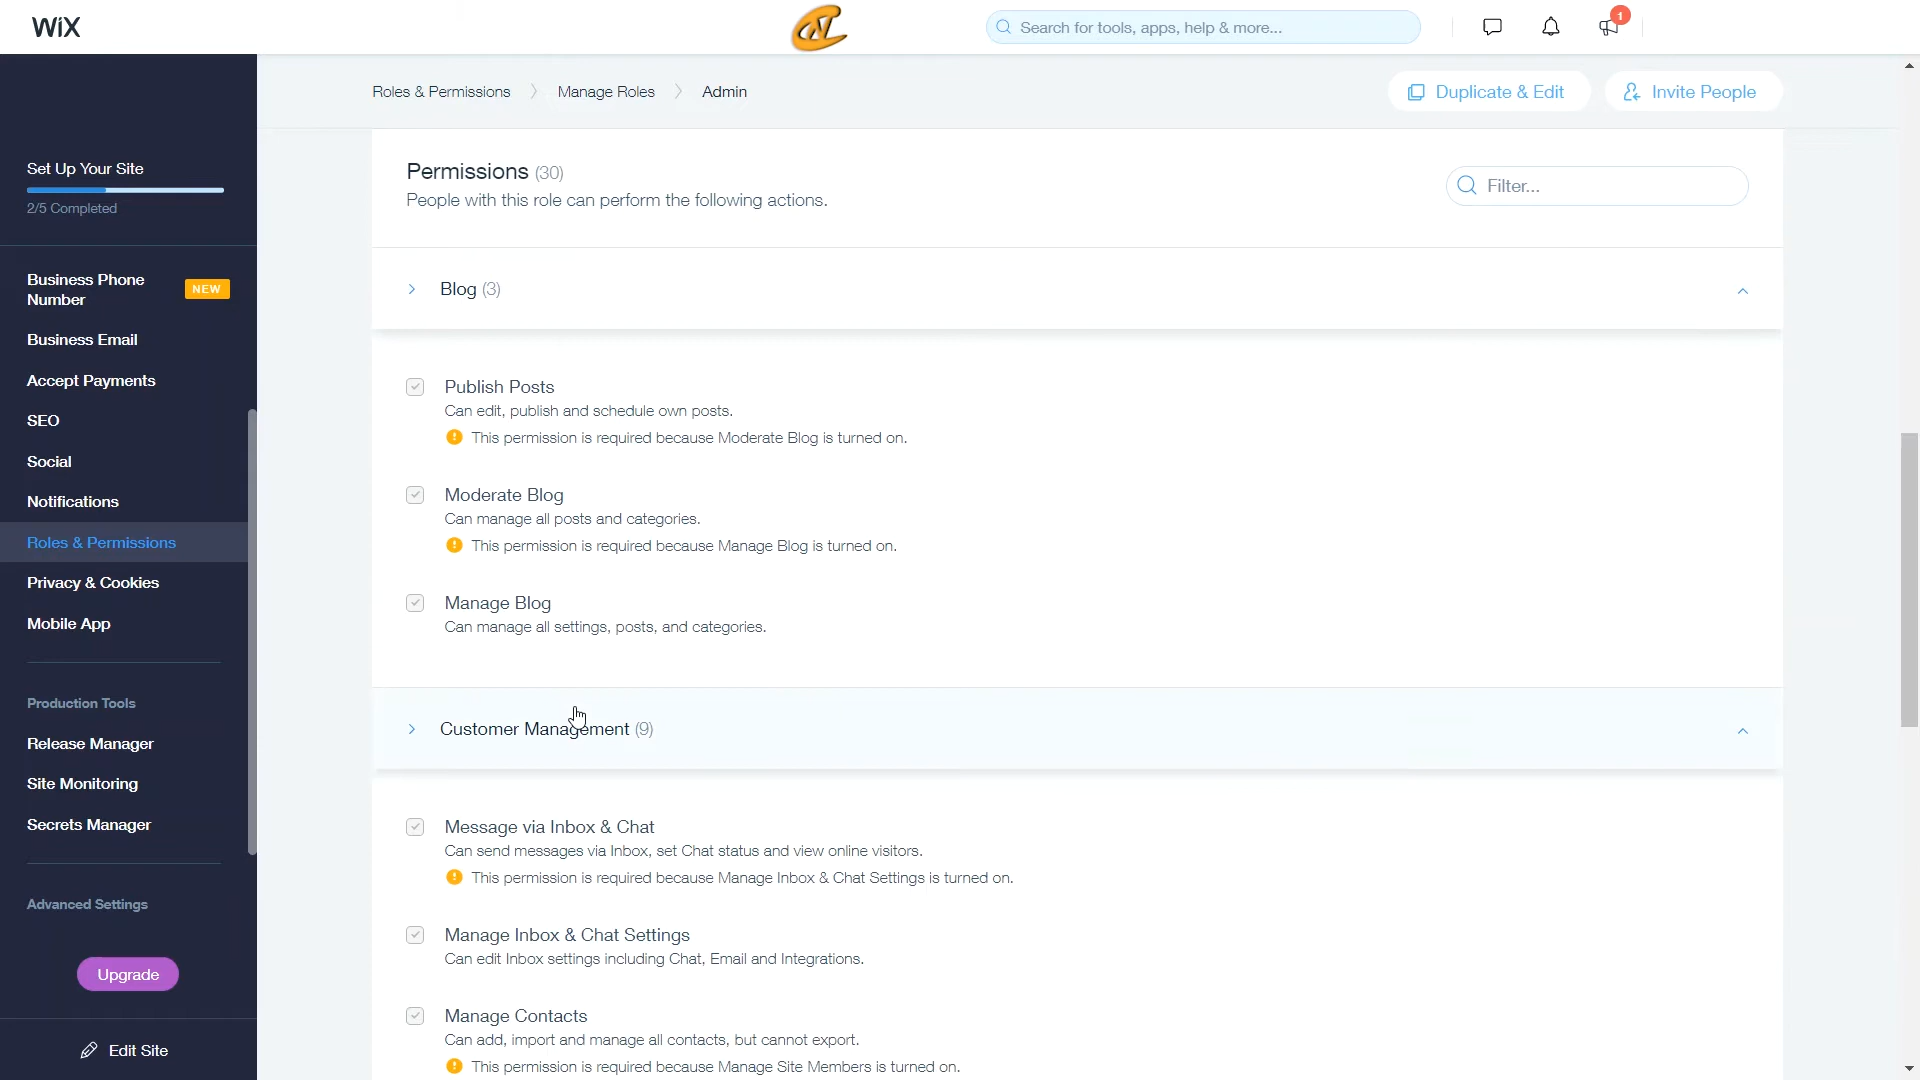 WiX
Search for tools, apps, help & more...
1
Roles & Permissions
Manage Roles
Admin
Duplicate & Edit
Invite People
Set Up Your Site
2/5 Completed
Business Phone
Number
NEW
Business Email
Accept Payments
SEO
Social
Notifications
Roles & Permissions
Privacy & Cookies
Mobile App
Production Tools
Release Manager
Site Monitoring
Secrets Manager
Advanced Settings
Upgrade
Edit Site
Permissions (30)
People with this role can perform the following actions.
Filter...
Blog (3)
Publish Posts
Can edit, publish and schedule own posts.
This permission is required because Moderate Blog is turned on.
Moderate Blog
Can manage all posts and categories.
This permission is required because Manage Blog is turned on.
Manage Blog
Can manage all settings, posts, and categories.
Customer Management (9)
Message via Inbox & Chat
Can send messages via Inbox, set Chat status and view online visitors.
This permission is required because Manage Inbox & Chat Settings is turned on.
Manage Inbox & Chat Settings
Can edit Inbox settings including Chat, Email and Integrations.
Manage Contacts
Can add, import and manage all contacts, but cannot export.
This permission is required because Manage Site Members is turned on.